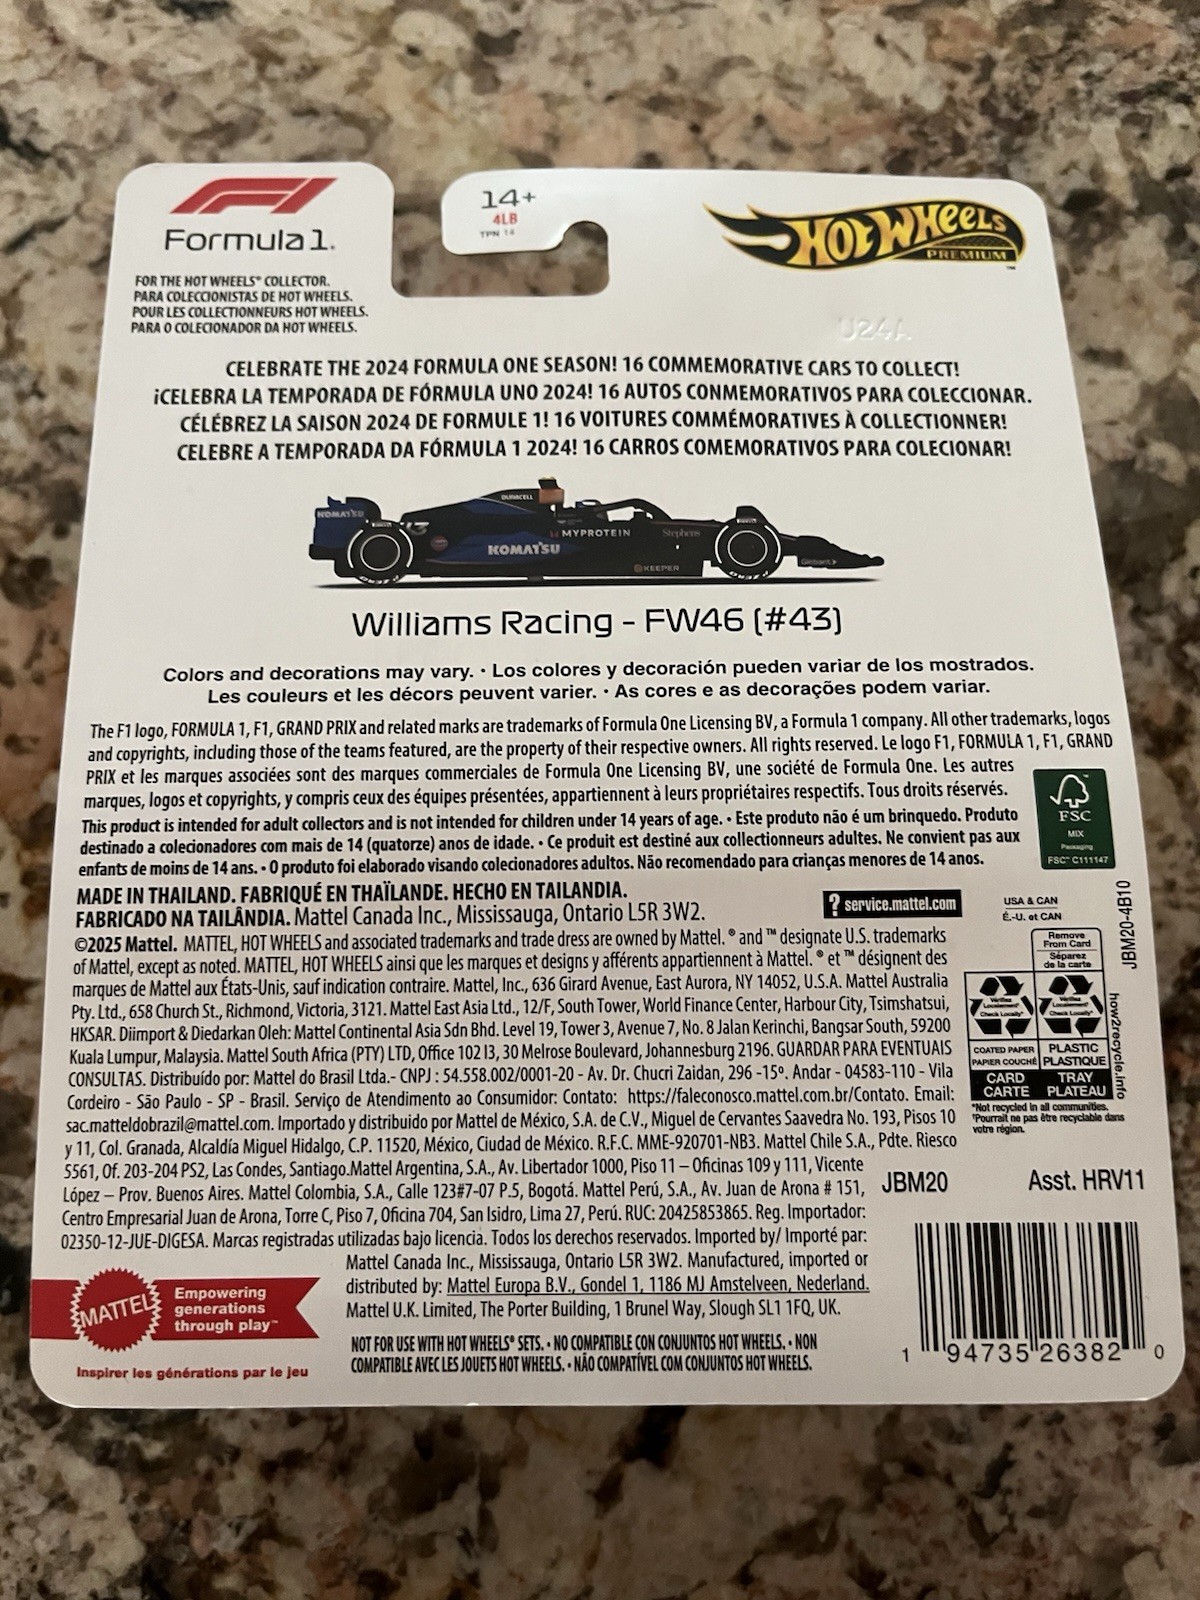 F1
Formula 1.
14+
4LB
TPN 14
HOT WHEELS
PREMIUM™
FOR THE HOT WHEELS® COLLECTOR.
PARA COLECCIONISTAS DE HOT WHEELS.
POUR LES COLLECTIONNEURS HOT WHEELS.
PARA O COLECIONADOR DA HOT WHEELS.
U24A
CELEBRATE THE 2024 FORMULA ONE SEASON! 16 COMMEMORATIVE CARS TO COLLECT!
¡CELEBRA LA TEMPORADA DE FÓRMULA UNO 2024! 16 AUTOS CONMEMORATIVOS PARA COLECCIONAR.
CÉLÉBREZ LA SAISON 2024 DE FORMULE 1! 16 VOITURES COMMÉMORATIVES À COLLECTIONNER!
CELEBRE A TEMPORADA DA FÓRMULA 1 2024! 16 CARROS COMEMORATIVOS PARA COLECIONAR!
DURACELL
KOMATSU
MYPROTEIN
Stephens
KOMATSU
KEEPER
Williams Racing - FW46 (#43)
Colors and decorations may vary. • Los colores y decoración pueden variar de los mostrados.
Les couleurs et les décors peuvent varier. • As cores e as decorações podem variar.
The F1 logo, FORMULA 1, F1, GRAND PRIX and related marks are trademarks of Formula One Licensing BV, a Formula 1 company. All other trademarks, logos
and copyrights, including those of the teams featured, are the property of their respective owners. All rights reserved. Le logo F1, FORMULA 1, F1, GRAND
PRIX et les marques associées sont des marques commerciales de Formula One Licensing BV, une société de Formula One. Les autres
marques, logos et copyrights, y compris ceux des équipes présentées, appartiennent à leurs propriétaires respectifs. Tous droits réservés.
This product is intended for adult collectors and is not intended for children under 14 years of age. • Este produto não é um brinquedo. Produto
destinado a colecionadores com mais de 14 (quatorze) anos de idade. • Ce produit est destiné aux collectionneurs adultes. Ne convient pas aux
enfants de moins de 14 ans. • O produto foi elaborado visando colecionadores adultos. Não recomendado para crianças menores de 14 anos.
FSC
MIX
Packaging
FSC™ C111147
MADE IN THAILAND. FABRIQUÉ EN THAÏLANDE. HECHO EN TAILANDIA.
FABRICADO NA TAILÂNDIA. Mattel Canada Inc., Mississauga, Ontario L5R 3W2.
? service.mattel.com
©2025 Mattel. MATTEL, HOT WHEELS and associated trademarks and trade dress are owned by Mattel. ® and ™ designate U.S. trademarks
of Mattel, except as noted. MATTEL, HOT WHEELS ainsi que les marques et designs y afférents appartiennent à Mattel. ® et ™ désignent des
marques de Mattel aux États-Unis, sauf indication contraire. Mattel, Inc., 636 Girard Avenue, East Aurora, NY 14052, U.S.A. Mattel Australia
Pty. Ltd., 658 Church St., Richmond, Victoria, 3121. Mattel East Asia Ltd., 12/F, South Tower, World Finance Center, Harbour City, Tsimshatsui,
HKSAR. Diimport & Diedarkan Oleh: Mattel Continental Asia Sdn Bhd. Level 19, Tower 3, Avenue 7, No. 8 Jalan Kerinchi, Bangsar South, 59200
Kuala Lumpur, Malaysia. Mattel South Africa (PTY) LTD, Office 102 I3, 30 Melrose Boulevard, Johannesburg 2196. GUARDAR PARA EVENTUAIS
CONSULTAS. Distribuído por: Mattel do Brasil Ltda.- CNPJ : 54.558.002/0001-20 - Av. Dr. Chucri Zaidan, 296 -15º. Andar - 04583-110 - Vila
Cordeiro - São Paulo - SP - Brasil. Serviço de Atendimento ao Consumidor: Contato: https://faleconosco.mattel.com.br/Contato. Email:
sac.matteldobrazil@mattel.com. Importado y distribuido por Mattel de México, S.A. de C.V., Miguel de Cervantes Saavedra No. 193, Pisos 10
y 11, Col. Granada, Alcaldía Miguel Hidalgo, C.P. 11520, México, Ciudad de México. R.F.C. MME-920701-NB3. Mattel Chile S.A., Pdte. Riesco
5561, Of. 203-204 PS2, Las Condes, Santiago.Mattel Argentina, S.A., Av. Libertador 1000, Piso 11 – Oficinas 109 y 111, Vicente
López – Prov. Buenos Aires. Mattel Colombia, S.A., Calle 123#7-07 P.5, Bogotá. Mattel Perú, S.A., Av. Juan de Arona # 151,
Centro Empresarial Juan de Arona, Torre C, Piso 7, Oficina 704, San Isidro, Lima 27, Perú. RUC: 20425853865. Reg. Importador:
02350-12-JUE-DIGESA. Marcas registradas utilizadas bajo licencia. Todos los derechos reservados. Imported by/ Importé par:
Mattel Canada Inc., Mississauga, Ontario L5R 3W2. Manufactured, imported or
distributed by: Mattel Europa B.V., Gondel 1, 1186 MJ Amstelveen, Nederland.
Mattel U.K. Limited, The Porter Building, 1 Brunel Way, Slough SL1 1FQ, UK.
NOT FOR USE WITH HOT WHEELS® SETS. • NO COMPATIBLE CON CONJUNTOS HOT WHEELS. • NON
COMPATIBLE AVEC LES JOUETS HOT WHEELS. • NÃO COMPATÍVEL COM CONJUNTOS HOT WHEELS.
USA & CAN
É.-U. et CAN
Remove
From Card
Séparez
de la carte
Vérifiez
Localement*
Check Locally*
Vérifiez
Localement*
Check Locally*
COATED PAPER
PAPIER COUCHÉ
PLASTIC
PLASTIQUE
CARD
CARTE
TRAY
PLATEAU
*Not recycled in all communities.
*Pourrait ne pas être recyclable dans
votre région.
how2recycle.info
JBM20-4B10
JBM20
Asst. HRV11
1 94735 26382 0
MATTEL
Empowering
generations
through play™
Inspirer les générations par le jeu